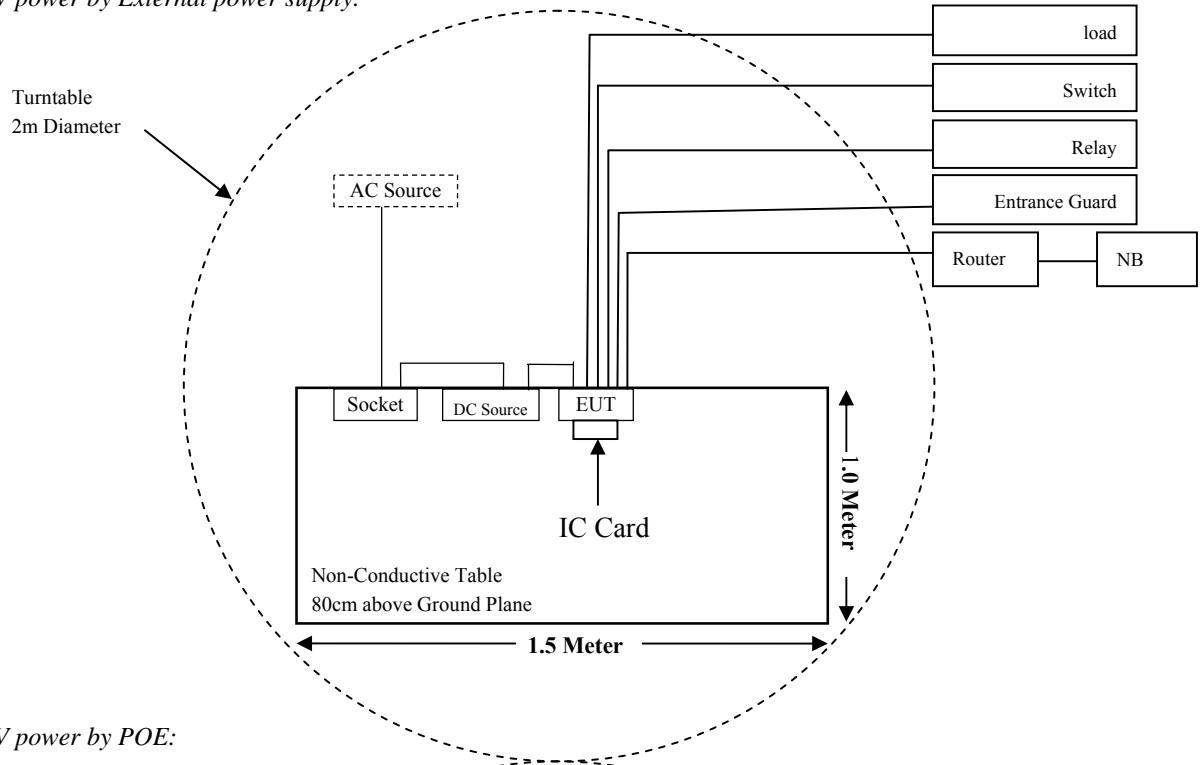 power by External power supply:
load
Switch
Turntable
2m Diameter
Relay
AC Source
Entrance Guard
Router
NB
Socket
DC Source
EUT
1.0 Meter
IC Card
Non-Conductive Table
80cm above Ground Plane
1.5 Meter
V power by POE: